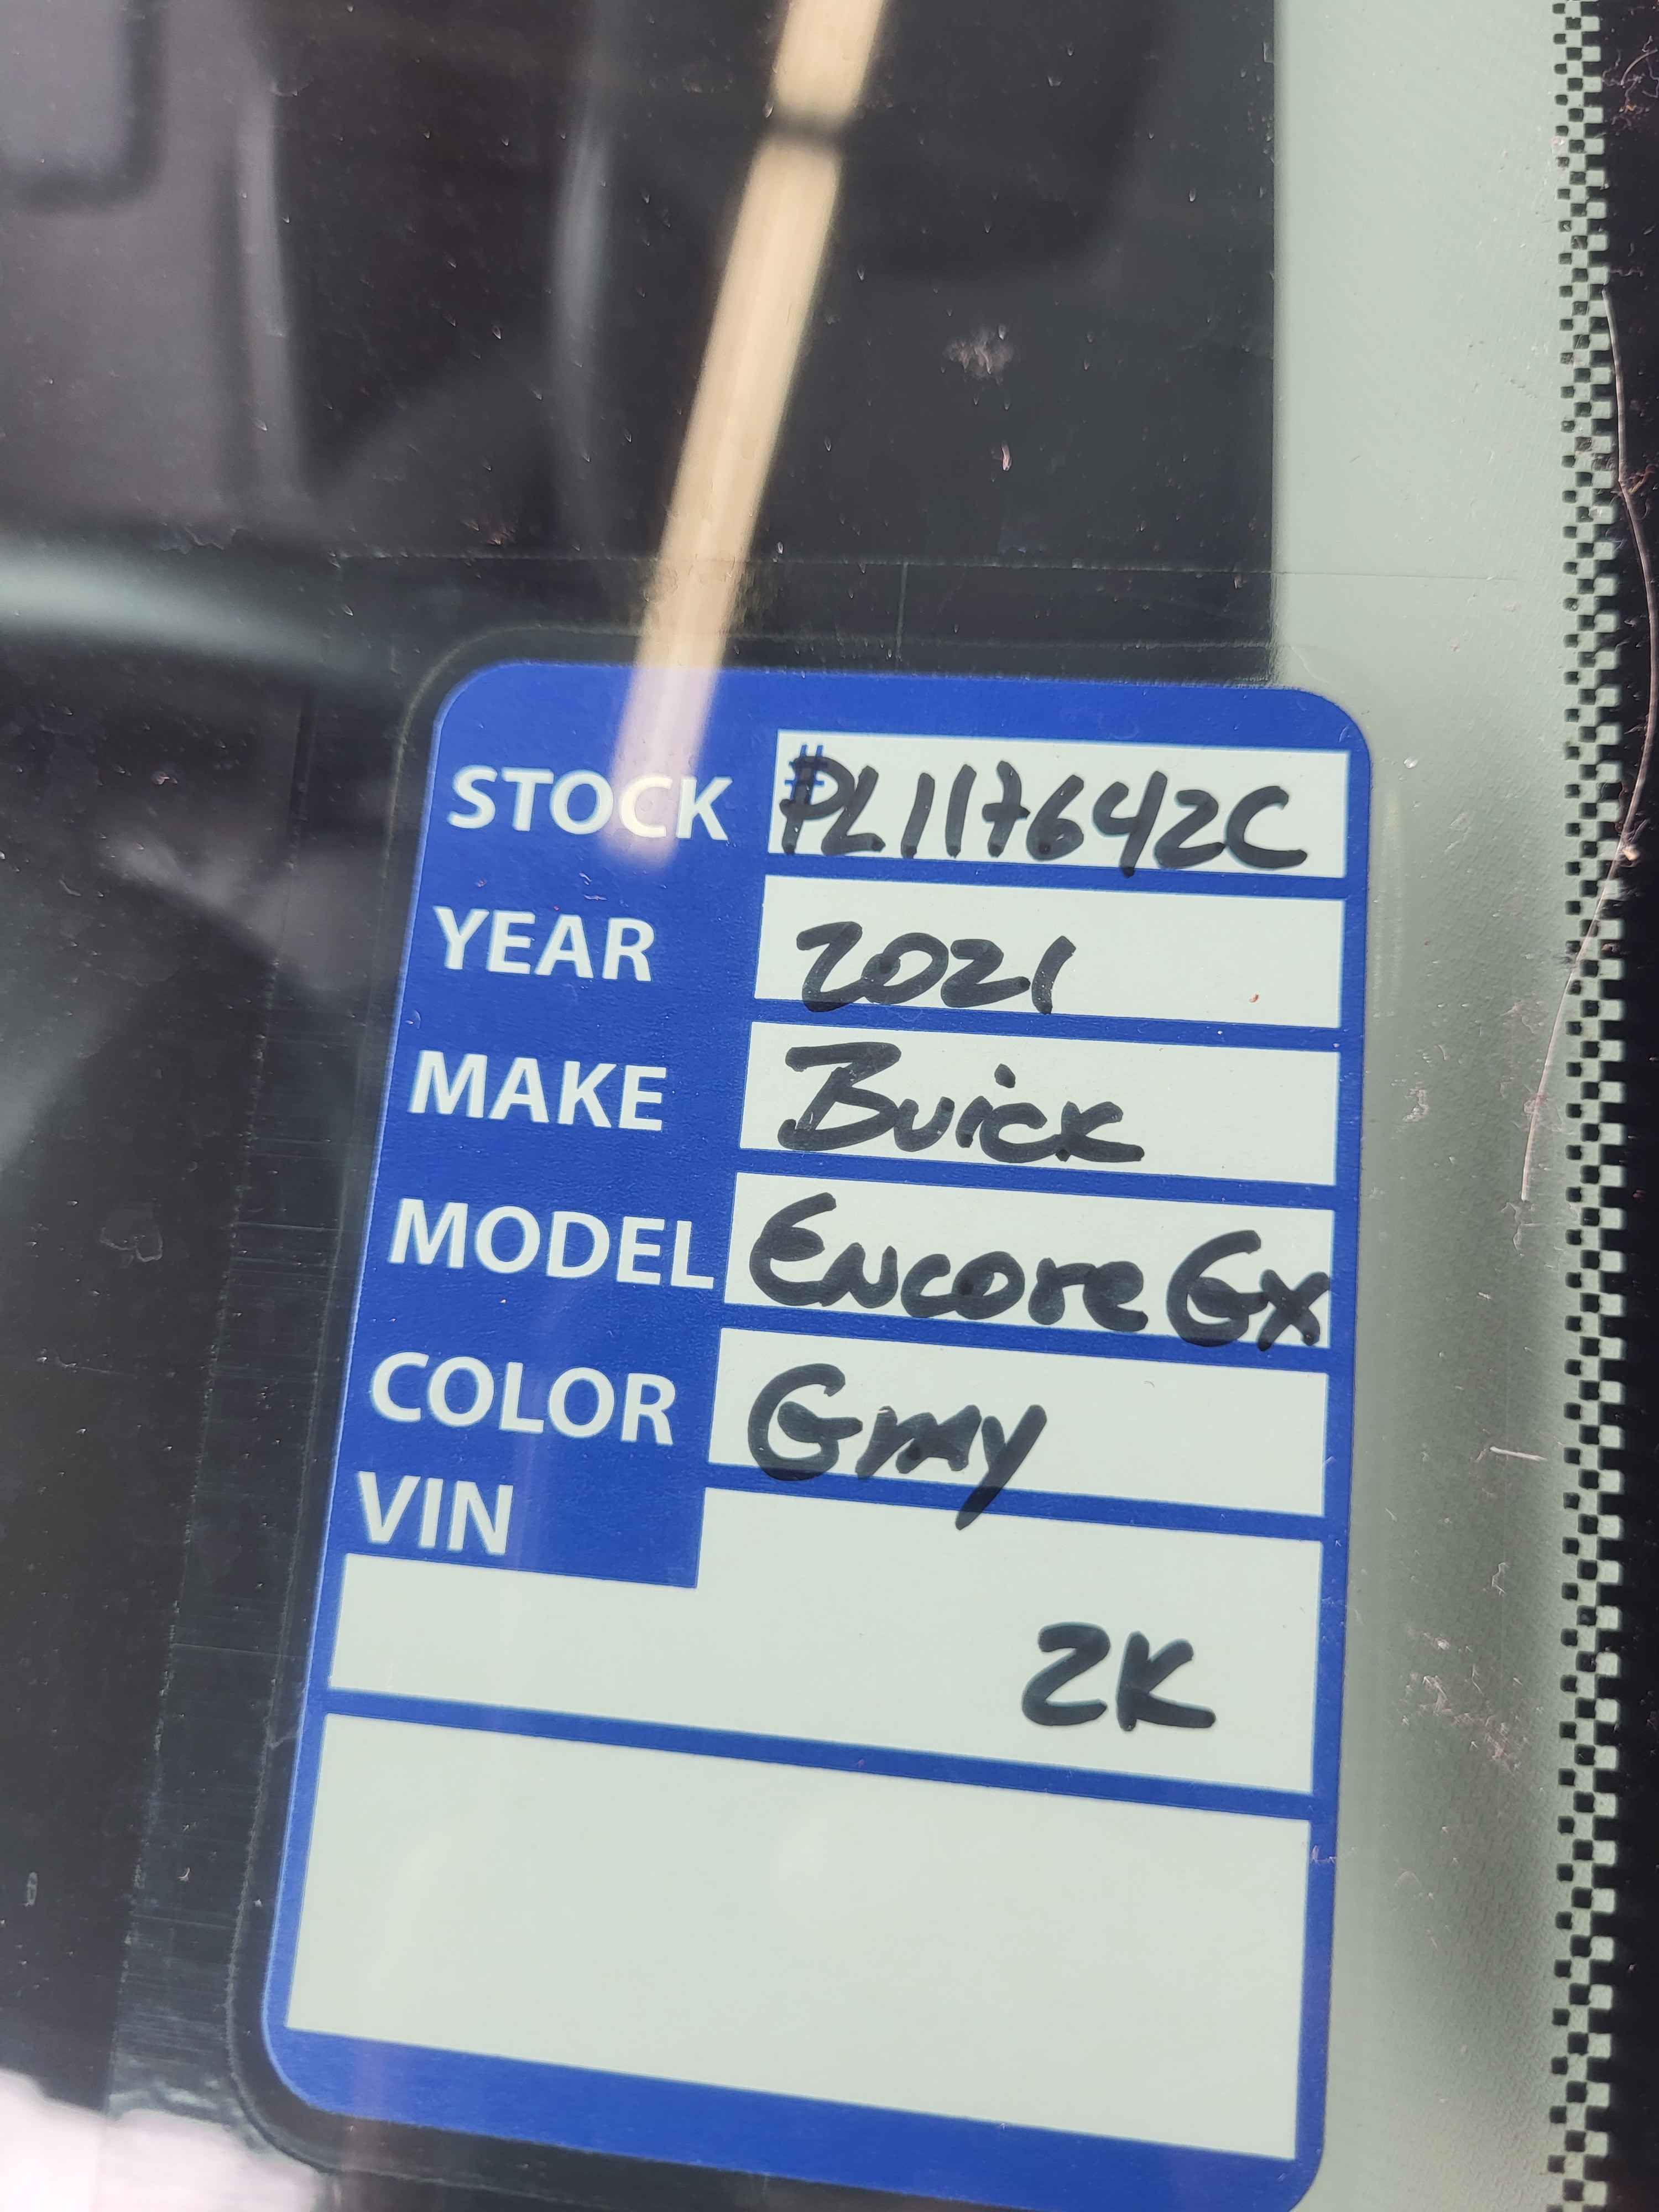 STOCK #PL117642C
YEAR 2021
MAKE Buick
MODEL Encore Gx
COLOR Gray
VIN
2K